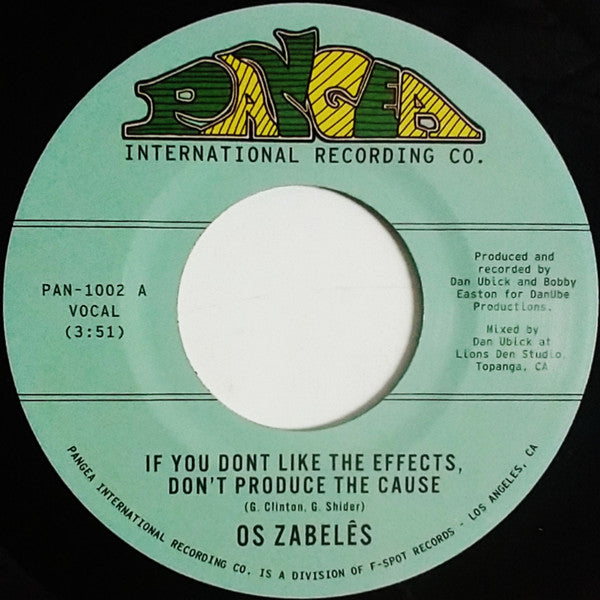 PANGEA
INTERNATIONAL RECORDING CO.
PAN-1002 A
VOCAL
(3:51)
Produced and
recorded by
Dan Ubick and Bobby
Easton for DanUbe
Productions.
Mixed by
Dan Ubick at
Lions Den Studio
Topanga, CA
IF YOU DONT LIKE THE EFFECTS,
DON'T PRODUCE THE CAUSE
(G. Clinton, G. Shider)
OS ZABELÊS
PANGEA INTERNATIONAL RECORDING CO. IS A DIVISION OF F-SPOT RECORDS - LOS ANGELES, CA